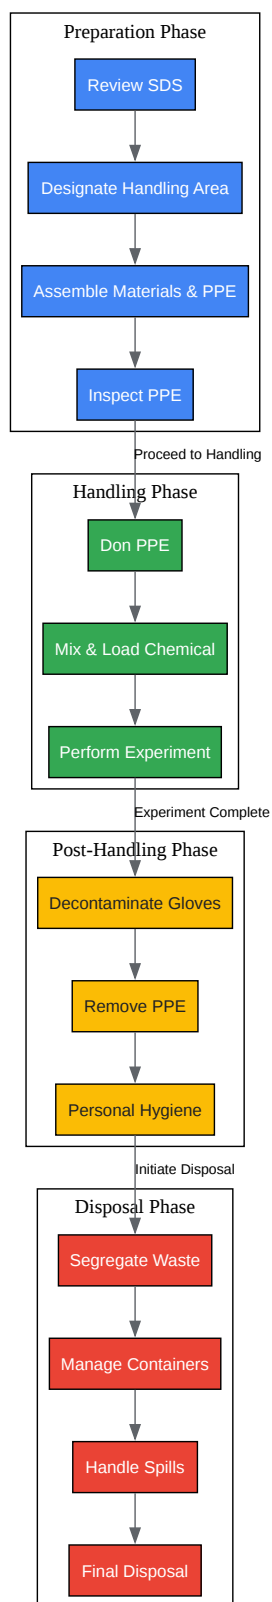 Preparation Phase
Review SDS
Designate Handling Area
Assemble Materials & PPE
Inspect PPE
Proceed to Handling
Handling Phase
Don PPE
Mix & Load Chemical
Perform Experiment
Experiment Complete
Post-Handling Phase
Decontaminate Gloves
Remove PPE
Personal Hygiene
Initiate Disposal
Disposal Phase
Segregate Waste
Manage Containers
Handle Spills
Final Disposal